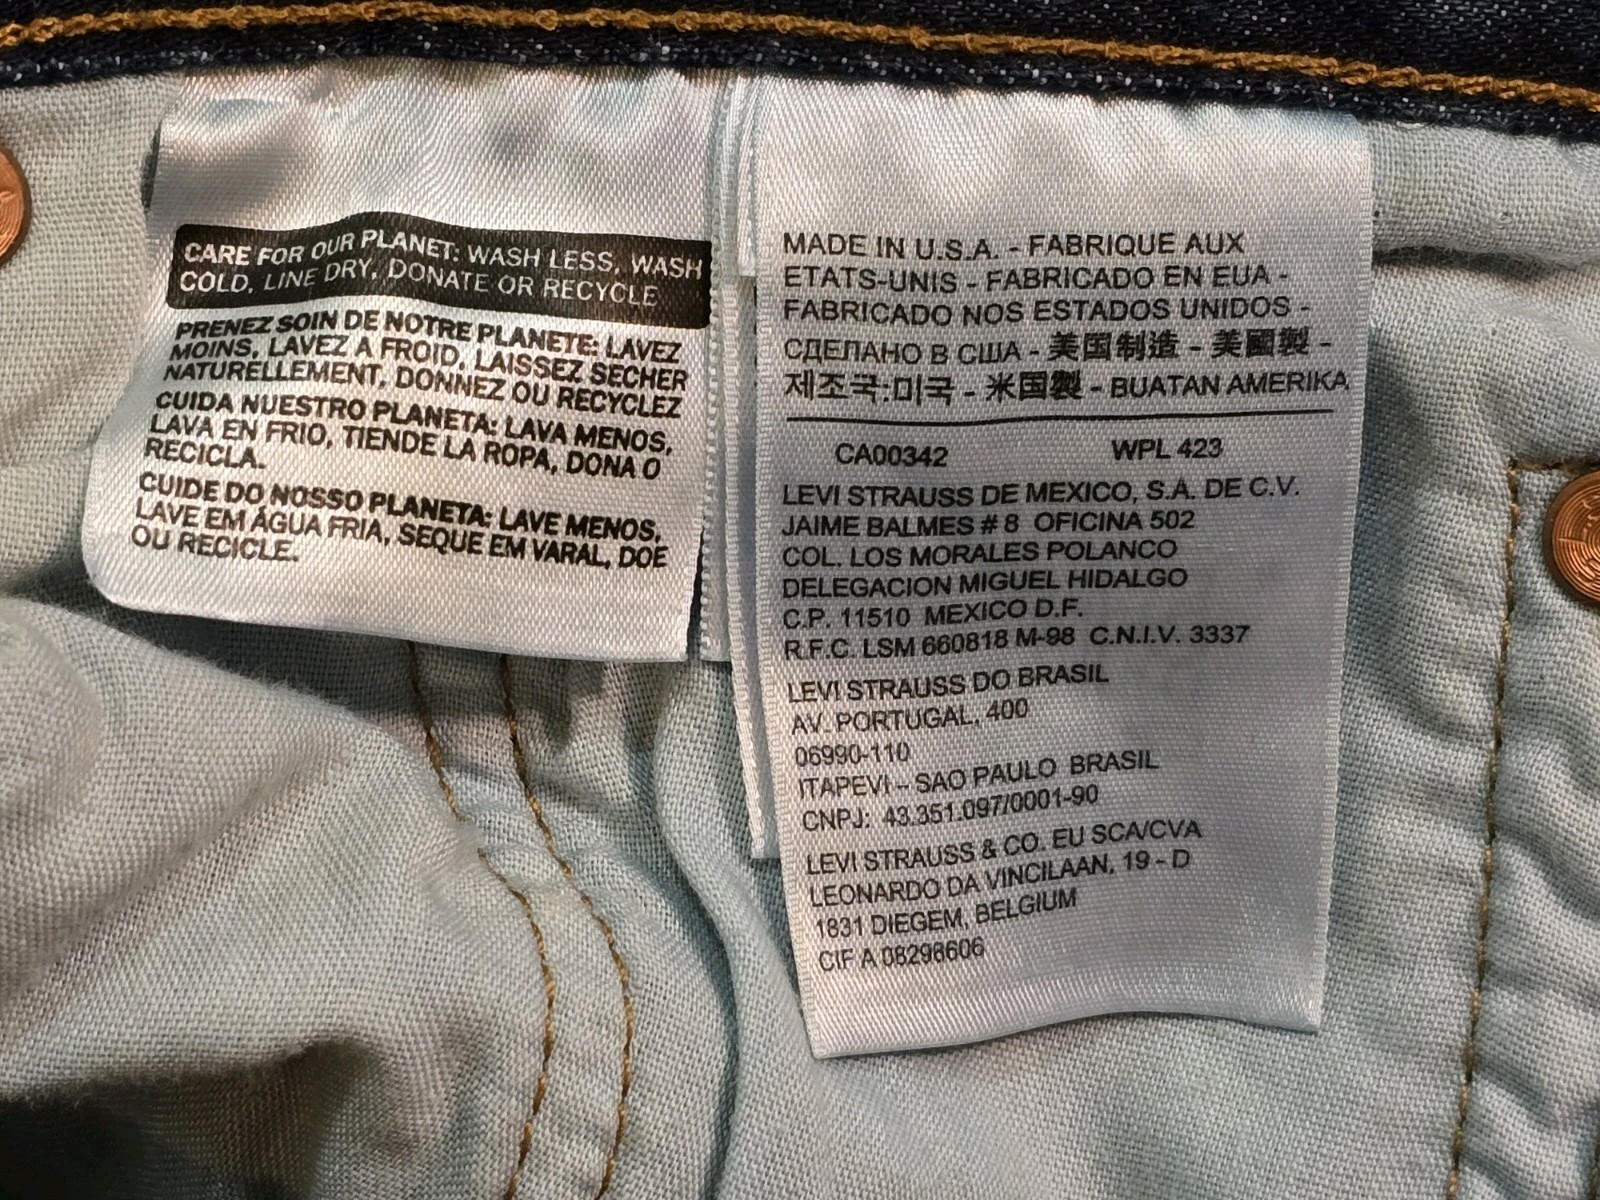 CARE FOR OUR PLANET: WASH LESS, WASH
COLD, LINE DRY, DONATE OR RECYCLE
PRENEZ SOIN DE NOTRE PLANETE: LAVEZ
MOINS, LAVEZ A FROID, LAISSEZ SECHER
NATURELLEMENT, DONNEZ OU RECYCLEZ
CUIDA NUESTRO PLANETA: LAVA MENOS,
LAVA EN FRIO, TIENDE LA ROPA, DONA O
RECICLA.
CUIDE DO NOSSO PLANETA: LAVE MENOS,
LAVE EM ÁGUA FRIA, SEQUE EM VARAL, DOE
OU RECICLE.
MADE IN U.S.A. - FABRIQUE AUX
ETATS-UNIS - FABRICADO EN EUA -
FABRICADO NOS ESTADOS UNIDOS -
СДЕЛАНО В США - 美国制造 - 美國製 -
제조국:미국 - 米国製 - BUATAN AMERIKA
CA00342 WPL 423
LEVI STRAUSS DE MEXICO, S.A. DE C.V.
JAIME BALMES # 8 OFICINA 502
COL. LOS MORALES POLANCO
DELEGACION MIGUEL HIDALGO
C.P. 11510 MEXICO D.F.
R.F.C. LSM 660818 M-98 C.N.I.V. 3337
LEVI STRAUSS DO BRASIL
AV. PORTUGAL, 400
06990-110
ITAPEVI – SAO PAULO BRASIL
CNPJ: 43.351.097/0001-90
LEVI STRAUSS & CO. EU SCA/CVA
LEONARDO DA VINCILAAN, 19 - D
1831 DIEGEM, BELGIUM
CIF A 08298606